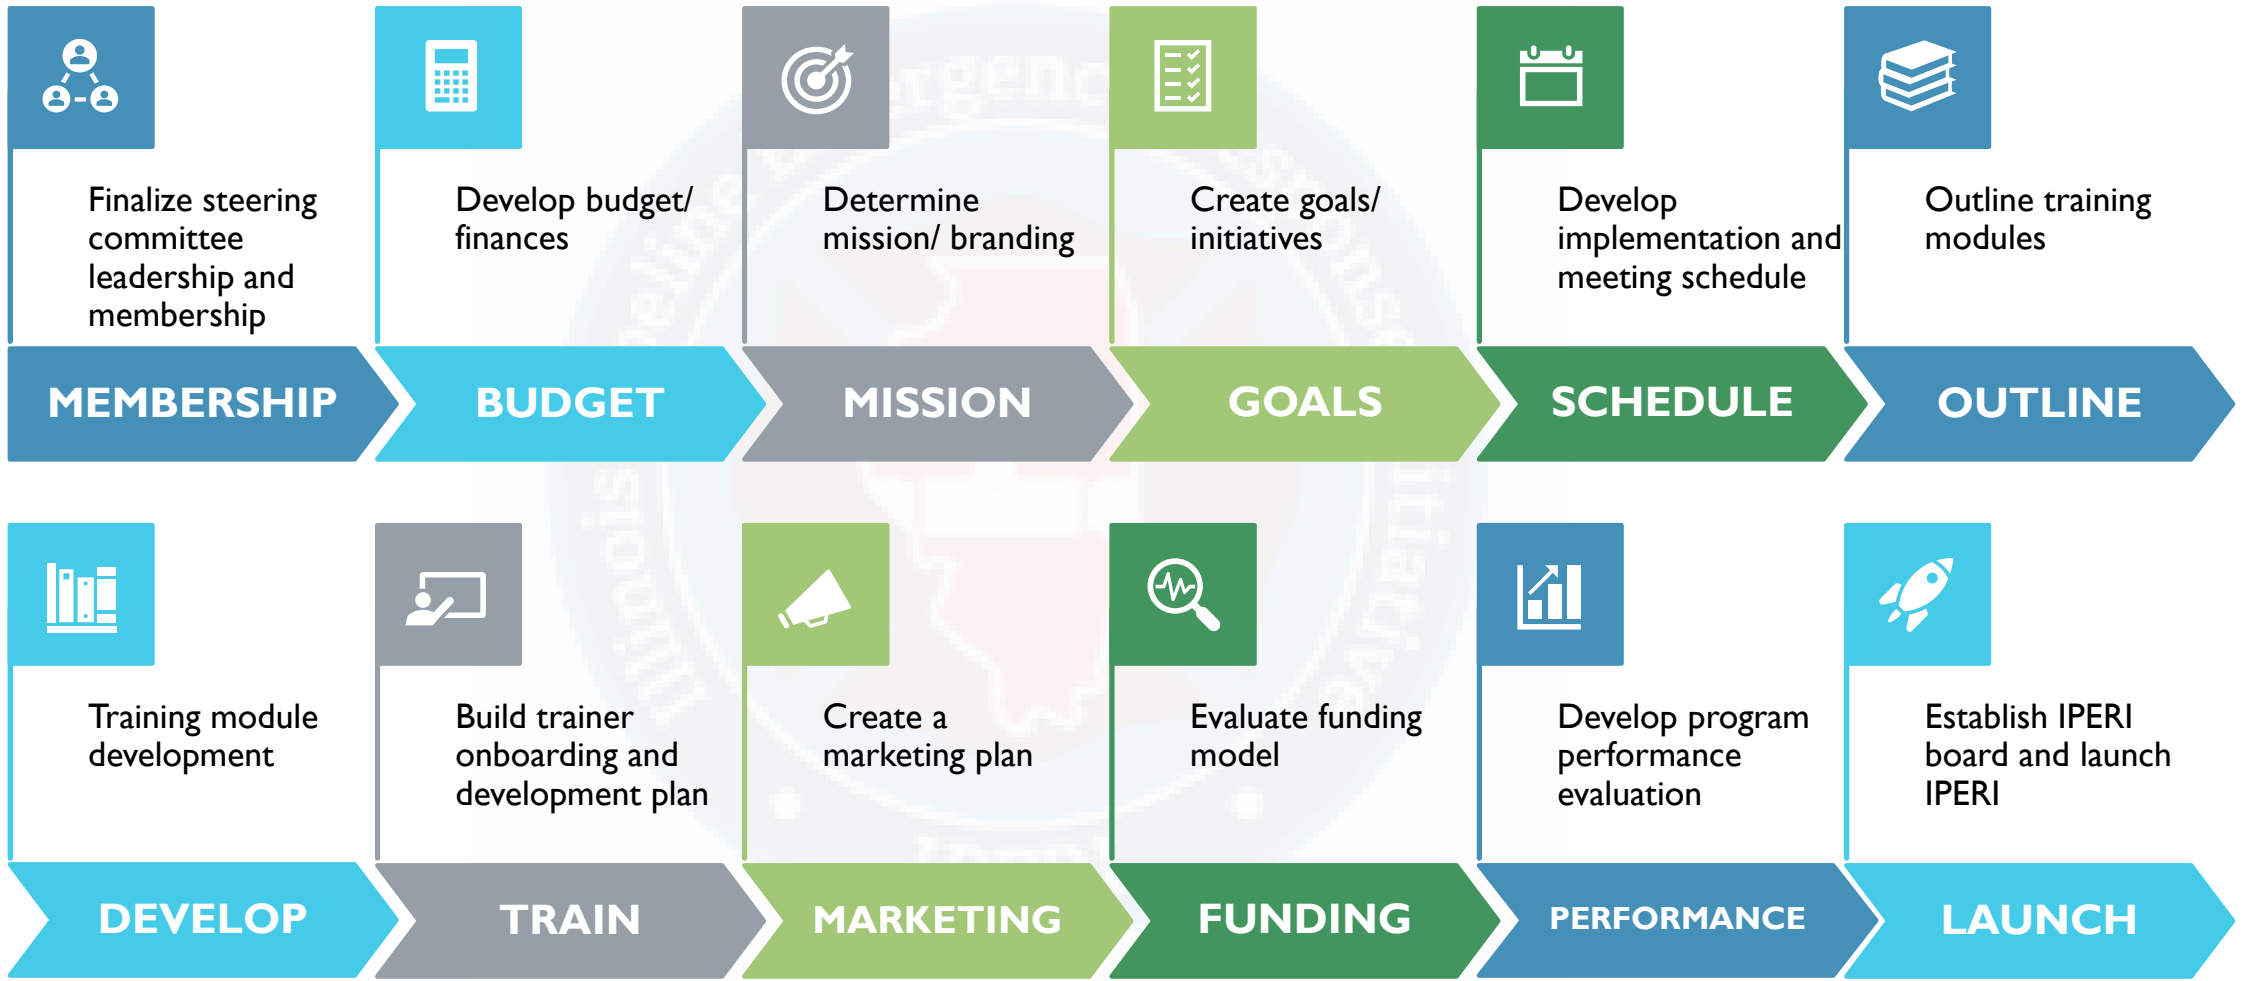 Finalize steering
committee
leadership and
membership
MEMBERSHIP
Develop budget/
finances
BUDGET
Determine
mission/ branding
MISSION
Create goals/
initiatives
GOALS
Develop
implementation and
meeting schedule
SCHEDULE
Outline training
modules
OUTLINE
Training module
development
DEVELOP
Build trainer
onboarding and
development plan
TRAIN
Create a
marketing plan
MARKETING
Evaluate funding
model
FUNDING
Develop program
performance
evaluation
PERFORMANCE
Establish IPERI
board and launch
IPERI
LAUNCH
Illinois
Initiative